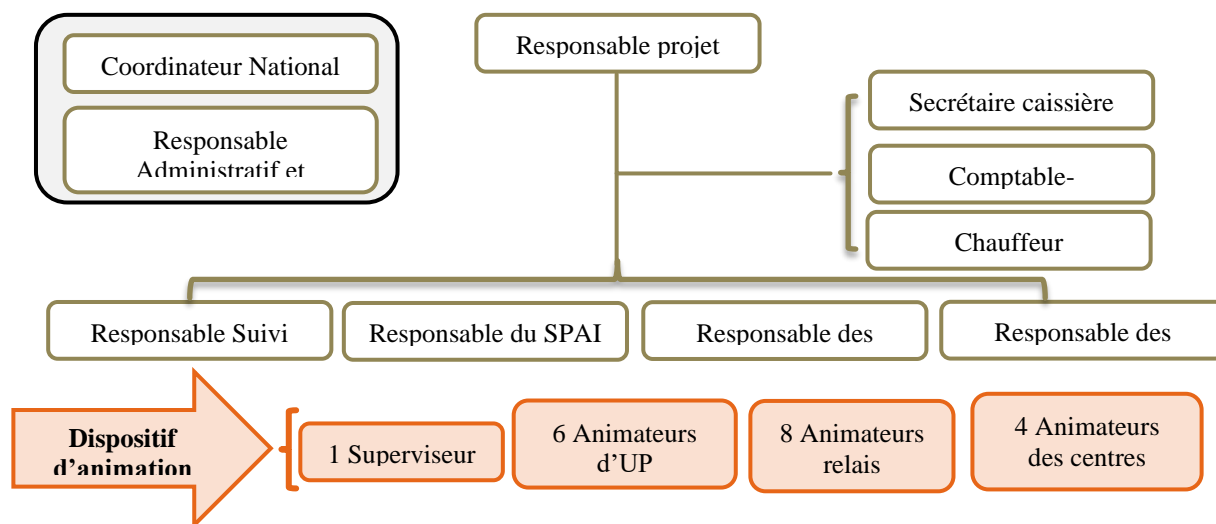 Coordinateur National
Responsable
Administratif et
Responsable projet
Secrétaire caissière
Comptable-
Chauffeur
Responsable Suivi
Responsable du SPAI
Responsable des
Responsable des
Dispositif
d’animation
1 Superviseur
6 Animateurs
d’UP
8 Animateurs
relais
4 Animateurs
des centres